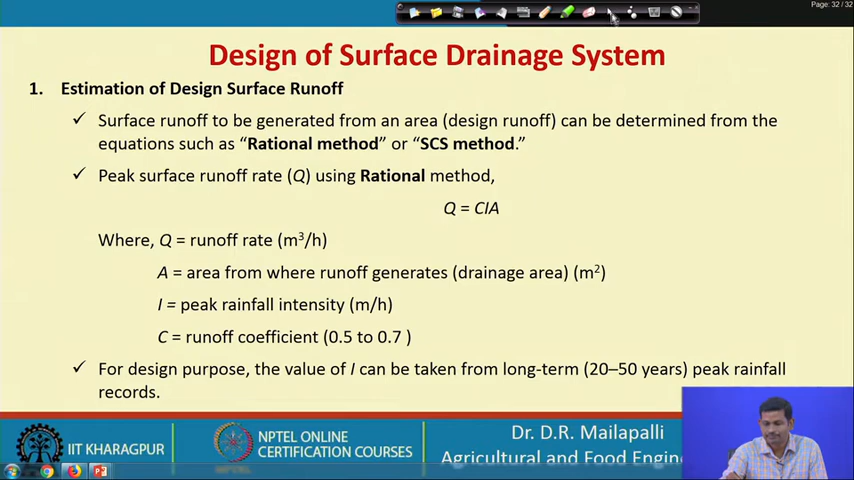 Page: 32 / 32
Design of Surface Drainage System
1. Estimation of Design Surface Runoff
✓ Surface runoff to be generated from an area (design runoff) can be determined from the
equations such as “Rational method” or “SCS method.”
✓ Peak surface runoff rate (Q) using Rational method,
Q = CIA
Where, Q = runoff rate (m³/h)
A = area from where runoff generates (drainage area) (m²)
I = peak rainfall intensity (m/h)
C = runoff coefficient (0.5 to 0.7 )
✓ For design purpose, the value of I can be taken from long-term (20–50 years) peak rainfall
records.
IIT KHARAGPUR
NPTEL ONLINE
CERTIFICATION COURSES
Dr. D.R. Mailapalli
Agricultural and Food Engine